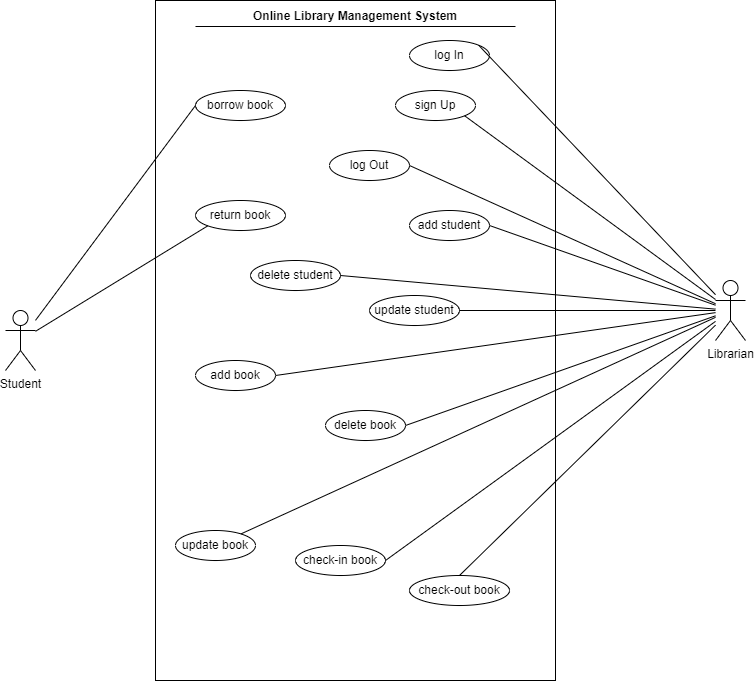 Online Library Management System
log In
borrow book
sign Up
log Out
return book
add student
delete student
update student
Librarian
add book
Student
delete book
update book
check-in book
check-out book